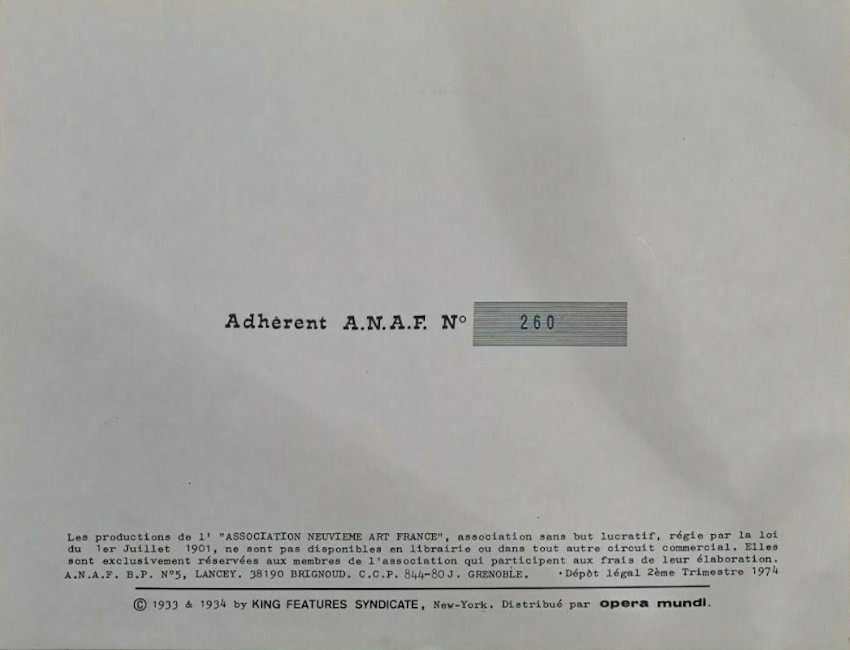 Adhèrent A.N.A.F. N° 260
Les productions de l' "ASSOCIATION NEUVIEME ART FRANCE", association sans but lucratif, régie par la loi
du 1er Juillet 1901, ne sont pas disponibles en librairie ou dans tout autre circuit commercial. Elles
sont exclusivement réservées aux membres de l'association qui participent aux frais de leur élaboration.
A.N.A.F. B.P. N°5, LANCEY. 38190 BRIGNOUD. C.C.P. 844-80J. GRENOBLE. •Dépôt légal 2ème Trimestre 1974
© 1933 & 1934 by KING FEATURES SYNDICATE, New-York. Distribué par opera mundi.